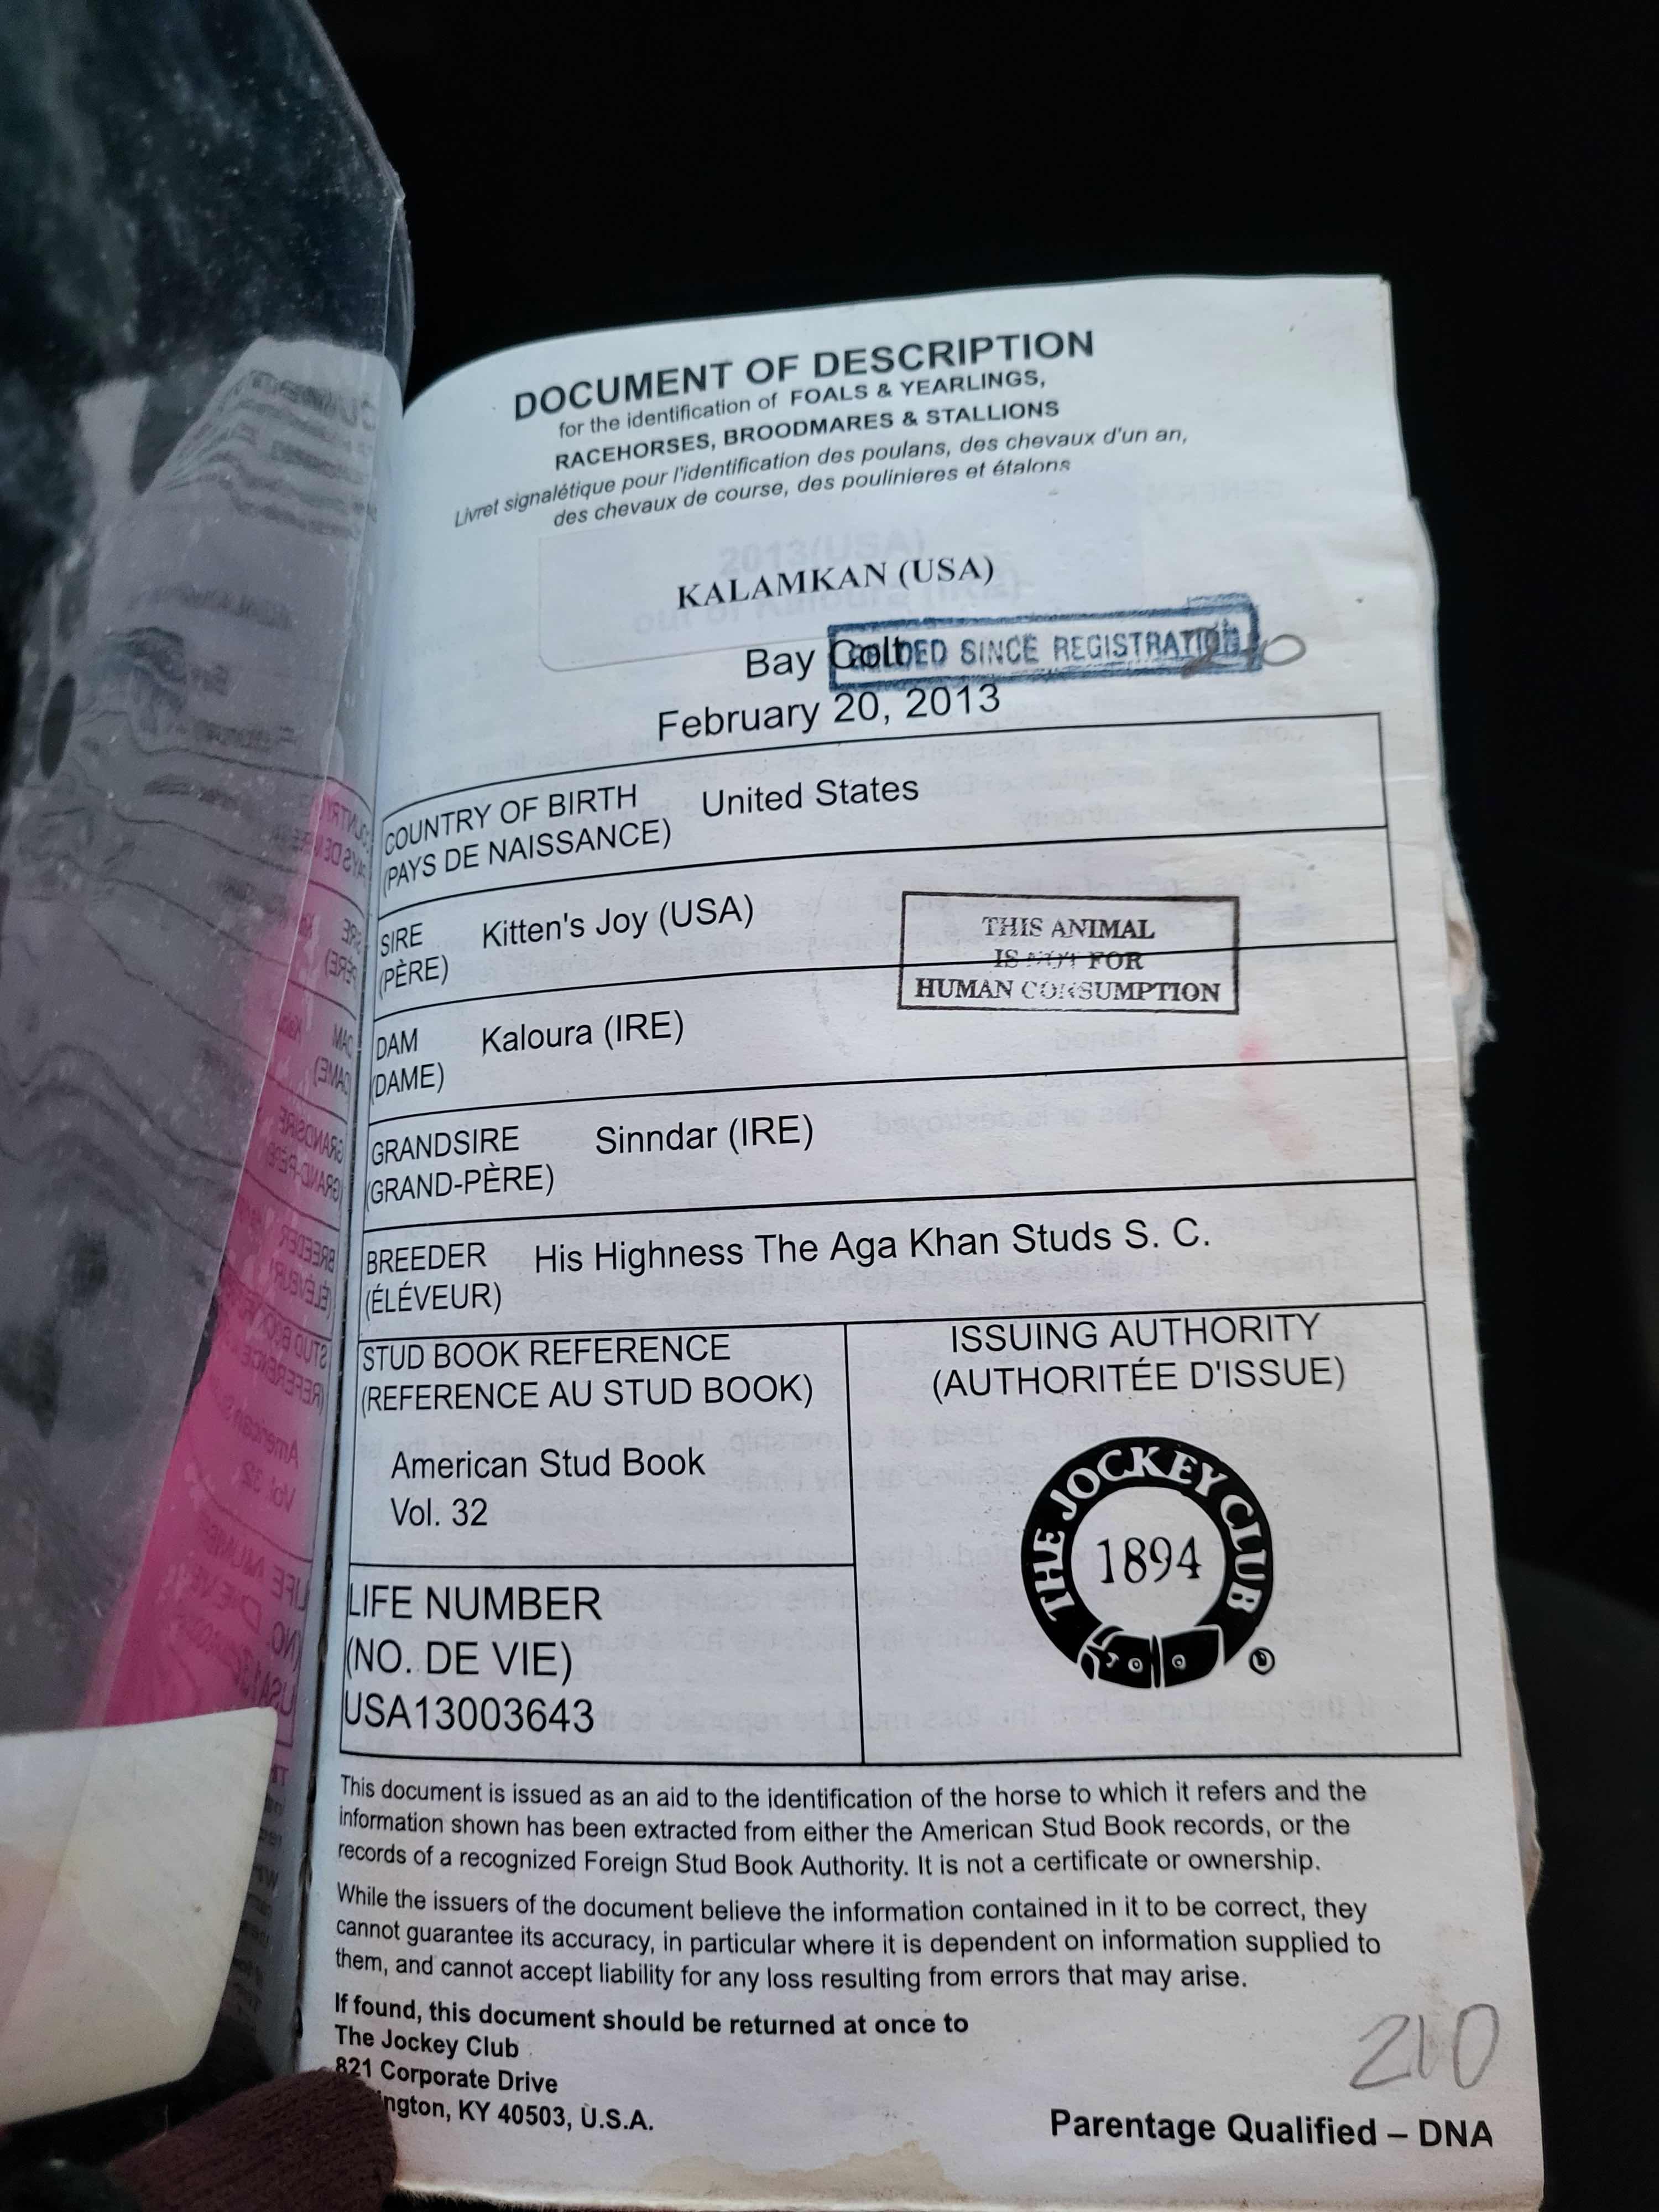 DOCUMENT OF DESCRIPTION
for the identification of FOALS & YEARLINGS,
RACEHORSES, BROODMARES & STALLIONS
Livret signalétique pour l'identification des poulans, des chevaux d'un an,
des chevaux de course, des poulinieres et étalons
2013(USA)
KALAMKAN (USA)
out of Kaloura (IRE)
Bay Colt
GELDED SINCE REGISTRATION
February 20, 2013
COUNTRY OF BIRTH
(PAYS DE NAISSANCE)
United States
SIRE
(PÈRE)
Kitten's Joy (USA)
THIS ANIMAL
IS NOT FOR
HUMAN CONSUMPTION
DAM
(DAME)
Kaloura (IRE)
GRANDSIRE
(GRAND-PÈRE)
Sinndar (IRE)
BREEDER
(ÉLÉVEUR)
His Highness The Aga Khan Studs S. C.
STUD BOOK REFERENCE
(REFERENCE AU STUD BOOK)
American Stud Book
Vol. 32
ISSUING AUTHORITY
(AUTHORITÉE D'ISSUE)
THE JOCKEY CLUB
1894
LIFE NUMBER
(NO. DE VIE)
USA13003643
This document is issued as an aid to the identification of the horse to which it refers and the
information shown has been extracted from either the American Stud Book records, or the
records of a recognized Foreign Stud Book Authority. It is not a certificate or ownership.
While the issuers of the document believe the information contained in it to be correct, they
cannot guarantee its accuracy, in particular where it is dependent on information supplied to
them, and cannot accept liability for any loss resulting from errors that may arise.
If found, this document should be returned at once to
The Jockey Club
821 Corporate Drive
ington, KY 40503, U.S.A.
210
Parentage Qualified – DNA